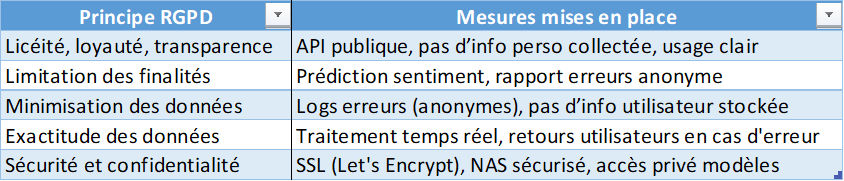 Principe RGPD Mesures mises en place
Licéité, loyauté, transparence API publique, pas d’info perso collectée, usage clair
Limitation des finalités Prédiction sentiment, rapport erreurs anonyme
Minimisation des données Logs erreurs (anonymes), pas d’info utilisateur stockée
Exactitude des données Traitement temps réel, retours utilisateurs en cas d'erreur
Sécurité et confidentialité SSL (Let's Encrypt), NAS sécurisé, accès privé modèles